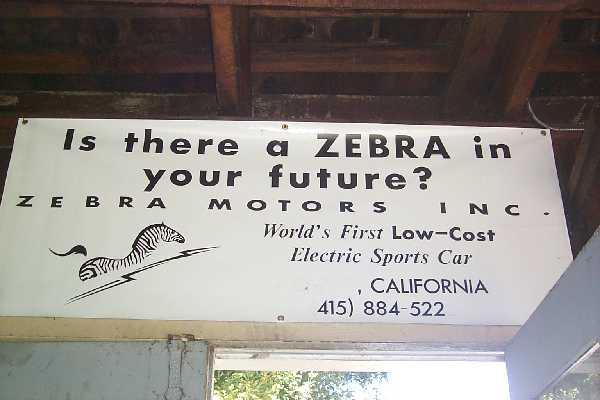 Is there a ZEBRA in
your future?
ZEBRA MOTORS INC.
World's First Low-Cost
Electric Sports Car
, CALIFORNIA
415) 884-522